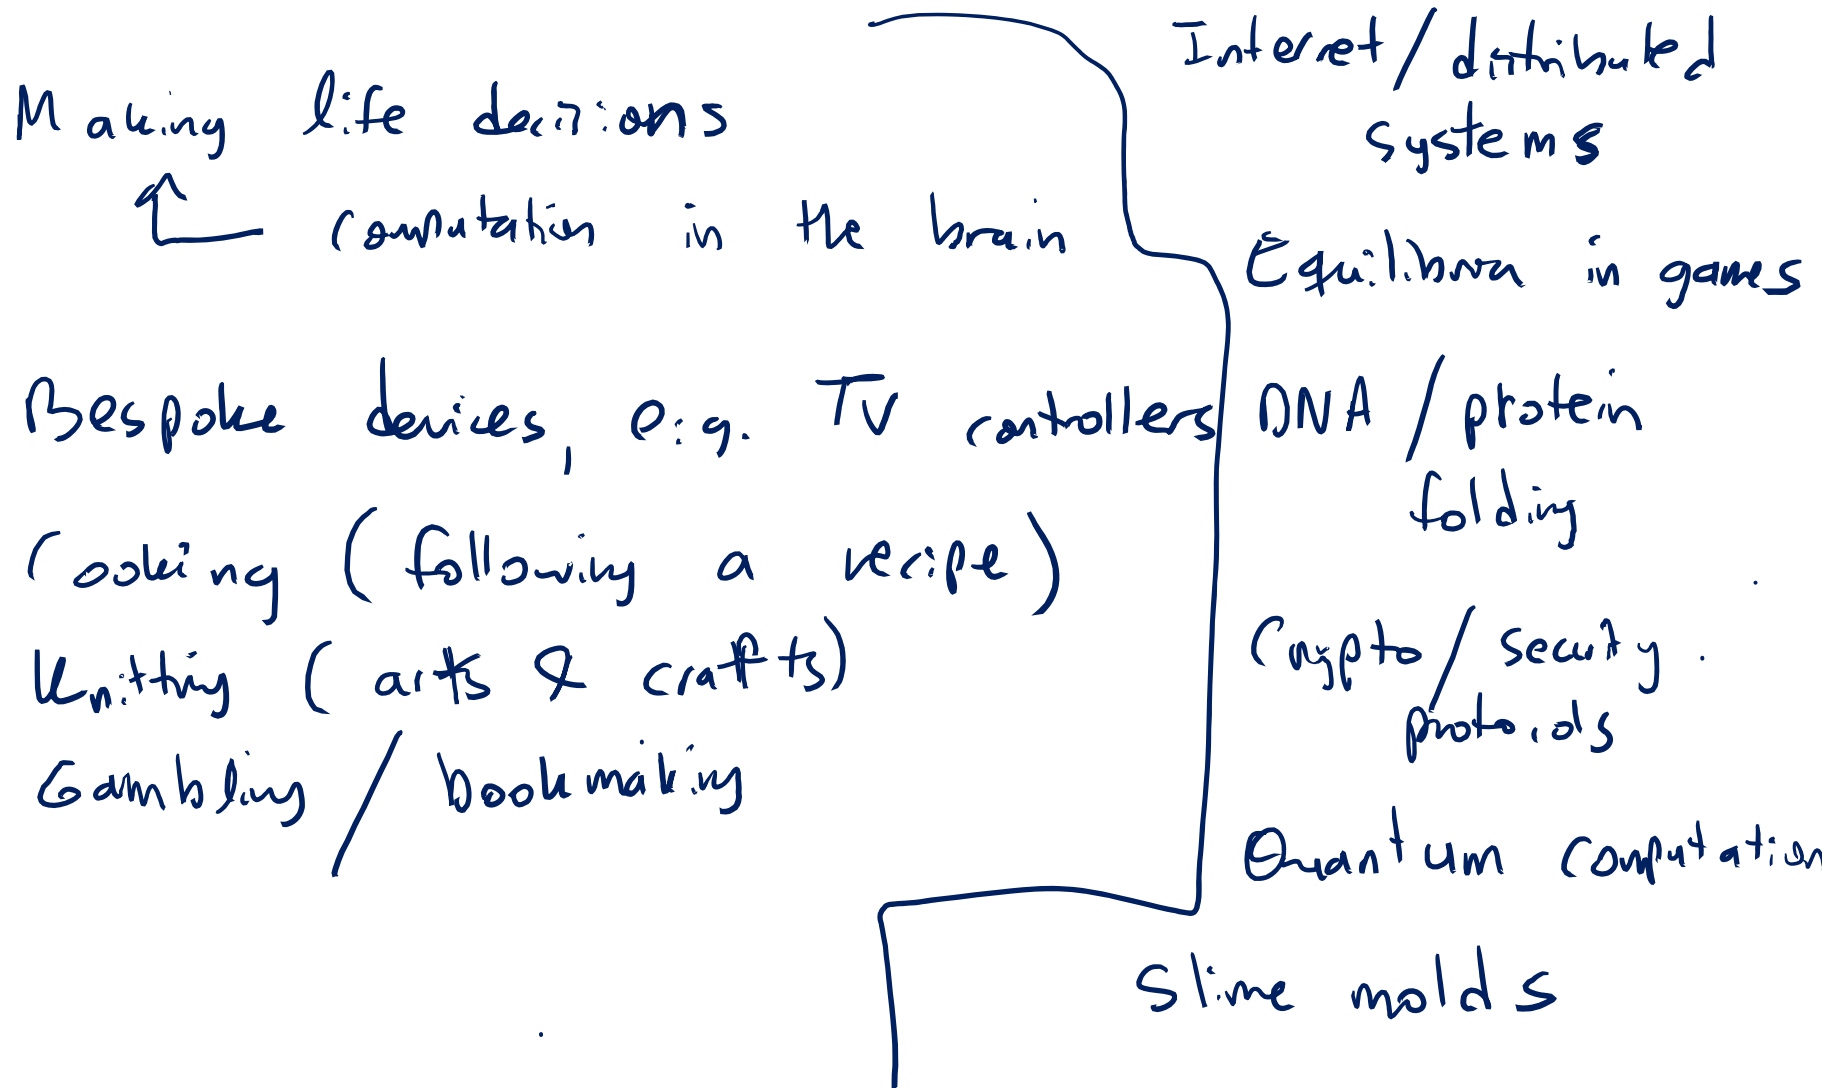 Making life decisions
computation in the brain
Bespoke devices, e.g. TV controllers
Cooking (following a recipe)
Knitting (arts & crafts)
Gambling / bookmaking
Internet / distributed
systems
Equilibria in games
DNA / protein
folding
Crypto / security
protocols
Quantum computation
Slime molds